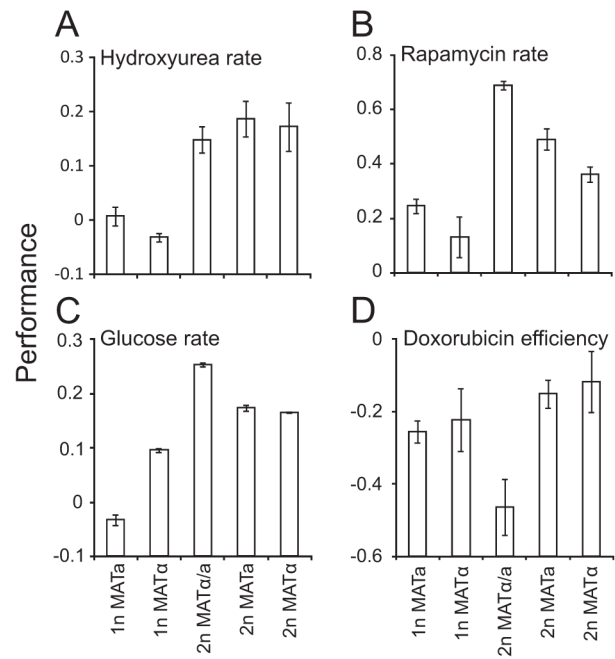 A
Hydroxyurea rate
0.3
0.2
0.1
0
-0.1
B
Rapamycin rate
0.8
0.6
0.4
0.2
0
Performance
C
Glucose rate
0.3
0.2
0.1
0
-0.1
1n MATa
1n MATα
2n MATα/a
2n MATa
2n MATα
D
Doxorubicin efficiency
0
-0.2
-0.4
-0.6
1n MATa
1n MATα
2n MATα/a
2n MATa
2n MATα